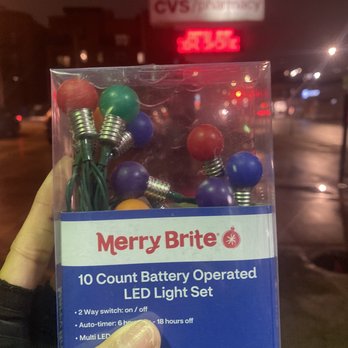 CVS/pharmacy
Merry Brite
10 Count Battery Operated
LED Light Set
• 2 Way switch: on / off
• Auto-timer: 6 18 hours off
• Multi LED